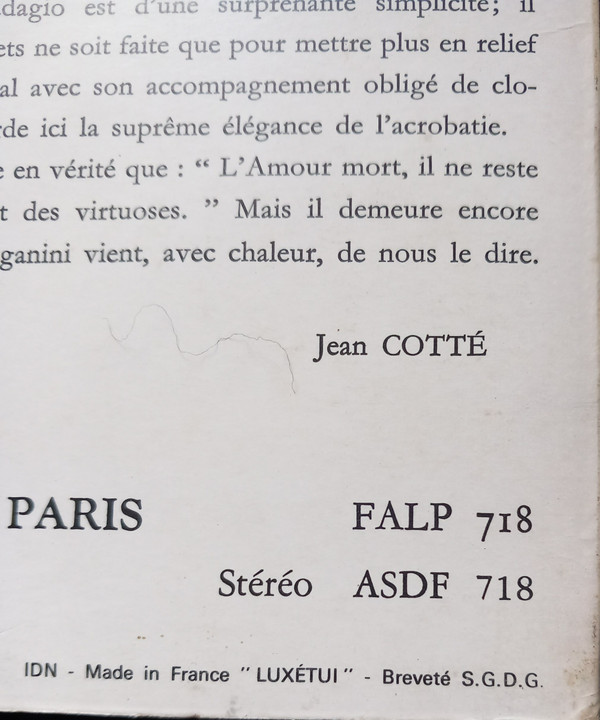 dagio est d'une surprenante simplicité; il
ets ne soit faite que pour mettre plus en relief
al avec son accompagnement obligé de clo-
rde ici la suprême élégance de l'acrobatie.
e en vérité que : “ L'Amour mort, il ne reste
t des virtuoses. ” Mais il demeure encore
ganini vient, avec chaleur, de nous le dire.
Jean COTTÉ
PARIS FALP 718
Stéréo ASDF 718
IDN - Made in France "LUXÉTUI" - Breveté S.G.D.G.